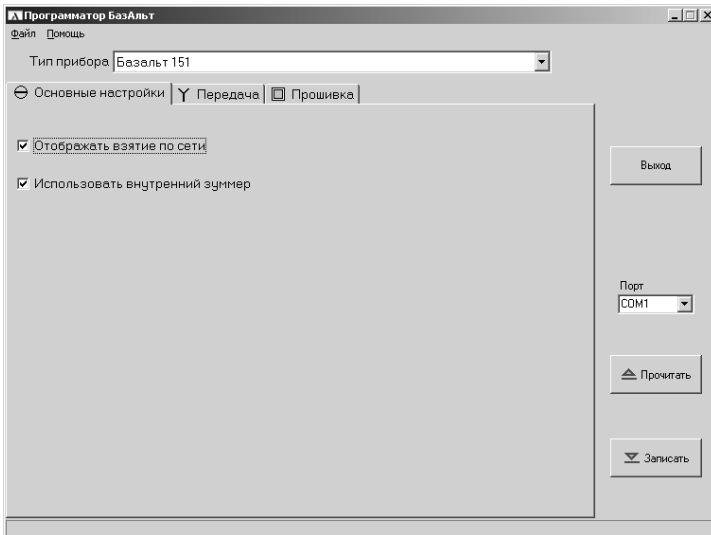 Программатор БазАльт
Файл Помощь
Тип прибора Базальт 151
Основные настройки Передача Прошивка
Отображать взятие по сети
Использовать внутренний зуммер
Выход
Порт
COM1
Прочитать
Записать